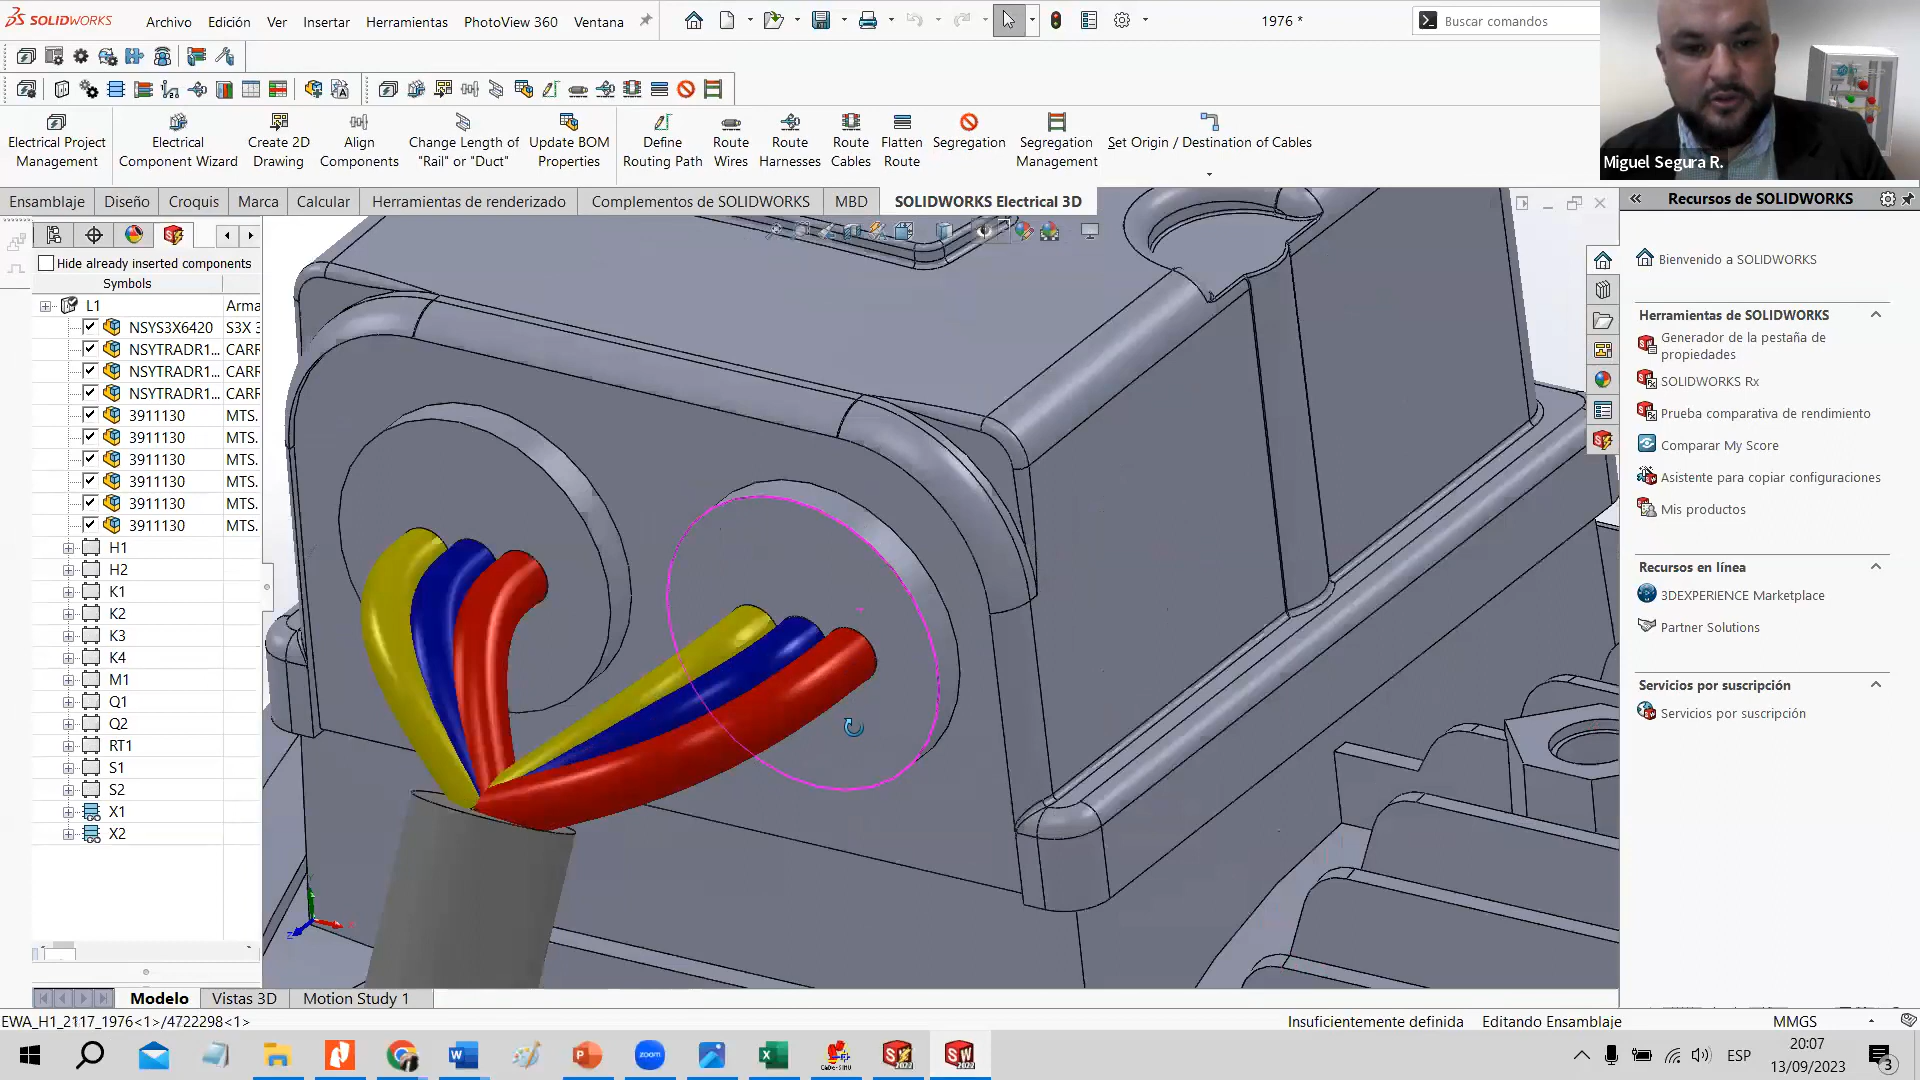 SOLIDWORKS
Archivo Edición Ver Insertar Herramientas PhotoView 360 Ventana
1976 *
Buscar comandos
Electrical Project Management
Electrical Component Wizard
Create 2D Drawing
Align Components
Change Length of "Rail" or "Duct"
Update BOM Properties
Define Routing Path
Route Wires
Route Harnesses
Route Cables
Flatten Route
Segregation
Segregation Management
Set Origin / Destination of Cables
Miguel Segura R.
Ensamblaje Diseño Croquis Marca Calcular Herramientas de renderizado Complementos de SOLIDWORKS MBD SOLIDWORKS Electrical 3D
Hide already inserted components
Symbols
L1 Arma
NSYS3X6420 S3X 3
NSYTRADR1... CARR
NSYTRADR1... CARR
NSYTRADR1... CARR
3911130 MTS.
3911130 MTS.
3911130 MTS.
3911130 MTS.
3911130 MTS.
3911130 MTS.
H1
H2
K1
K2
K3
K4
M1
Q1
Q2
RT1
S1
S2
X1
X2
Recursos de SOLIDWORKS
Bienvenido a SOLIDWORKS
Herramientas de SOLIDWORKS
Generador de la pestaña de
propiedades
SOLIDWORKS Rx
Prueba comparativa de rendimiento
Comparar My Score
Asistente para copiar configuraciones
Mis productos
Recursos en línea
3DEXPERIENCE Marketplace
Partner Solutions
Servicios por suscripción
Servicios por suscripción
Modelo Vistas 3D Motion Study 1
EWA_H1_2117_1976<1>/4722298<1>
Insuficientemente definida Editando Ensamblaje MMGS
zoom
ESP
20:07
13/09/2023
3